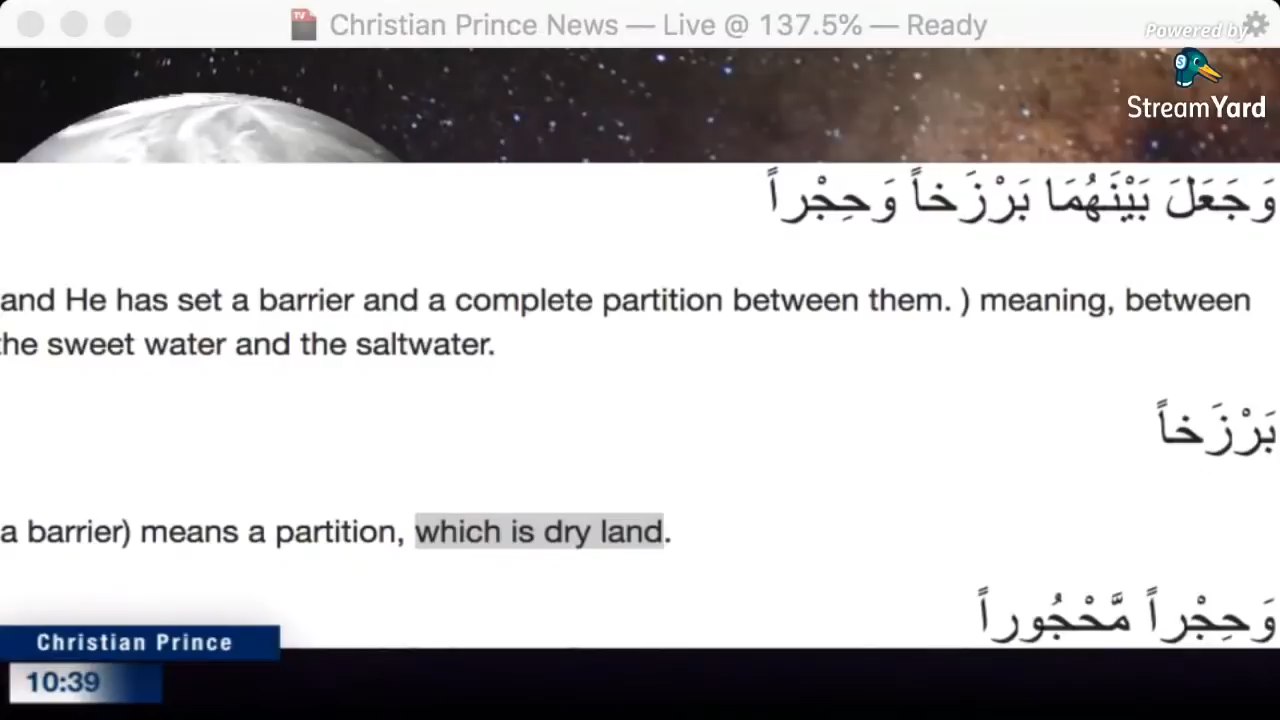 Christian Prince News — Live @ 137.5% — Ready
Powered by
StreamYard
وَجَعَلَ بَيْنَهُمَا بَرْزَخاً وَحِجْراً
and He has set a barrier and a complete partition between them. ) meaning, between
the sweet water and the saltwater.
بَرْزَخاً
a barrier) means a partition, which is dry land.
وَحِجْراً مَّحْجُوراً
Christian Prince
10:39